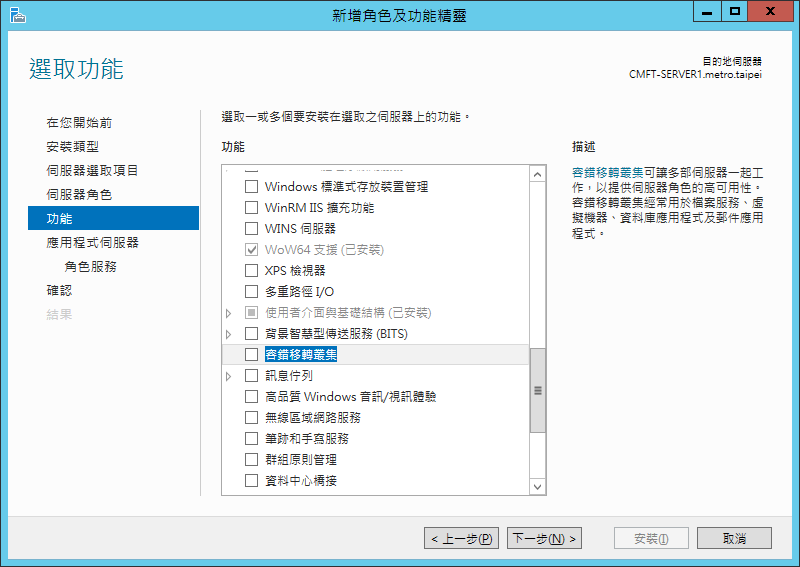 新增角色及功能精靈
選取功能
目的地伺服器
CMFT-SERVER1.metro.taipei
在您開始前
安裝類型
伺服器選取項目
伺服器角色
功能
應用程式伺服器
角色服務
確認
結果
選取一或多個要安裝在選取之伺服器上的功能。
功能
Windows 標準式存放裝置管理
WinRM IIS 擴充功能
WINS 伺服器
WoW64 支援 (已安裝)
XPS 檢視器
多重路徑 I/O
使用者介面與基礎結構 (已安裝)
背景智慧型傳送服務 (BITS)
容錯移轉叢集
訊息佇列
高品質 Windows 音訊/視訊體驗
無線區域網路服務
筆跡和手寫服務
群組原則管理
資料中心橋接
描述
容錯移轉叢集可讓多部伺服器一起工
作，以提供伺服器角色的高可用性。
容錯移轉叢集經常用於檔案服務、虛
擬機器、資料庫應用程式及郵件應用
程式。
< 上一步(P)
下一步(N) >
安裝(I)
取消